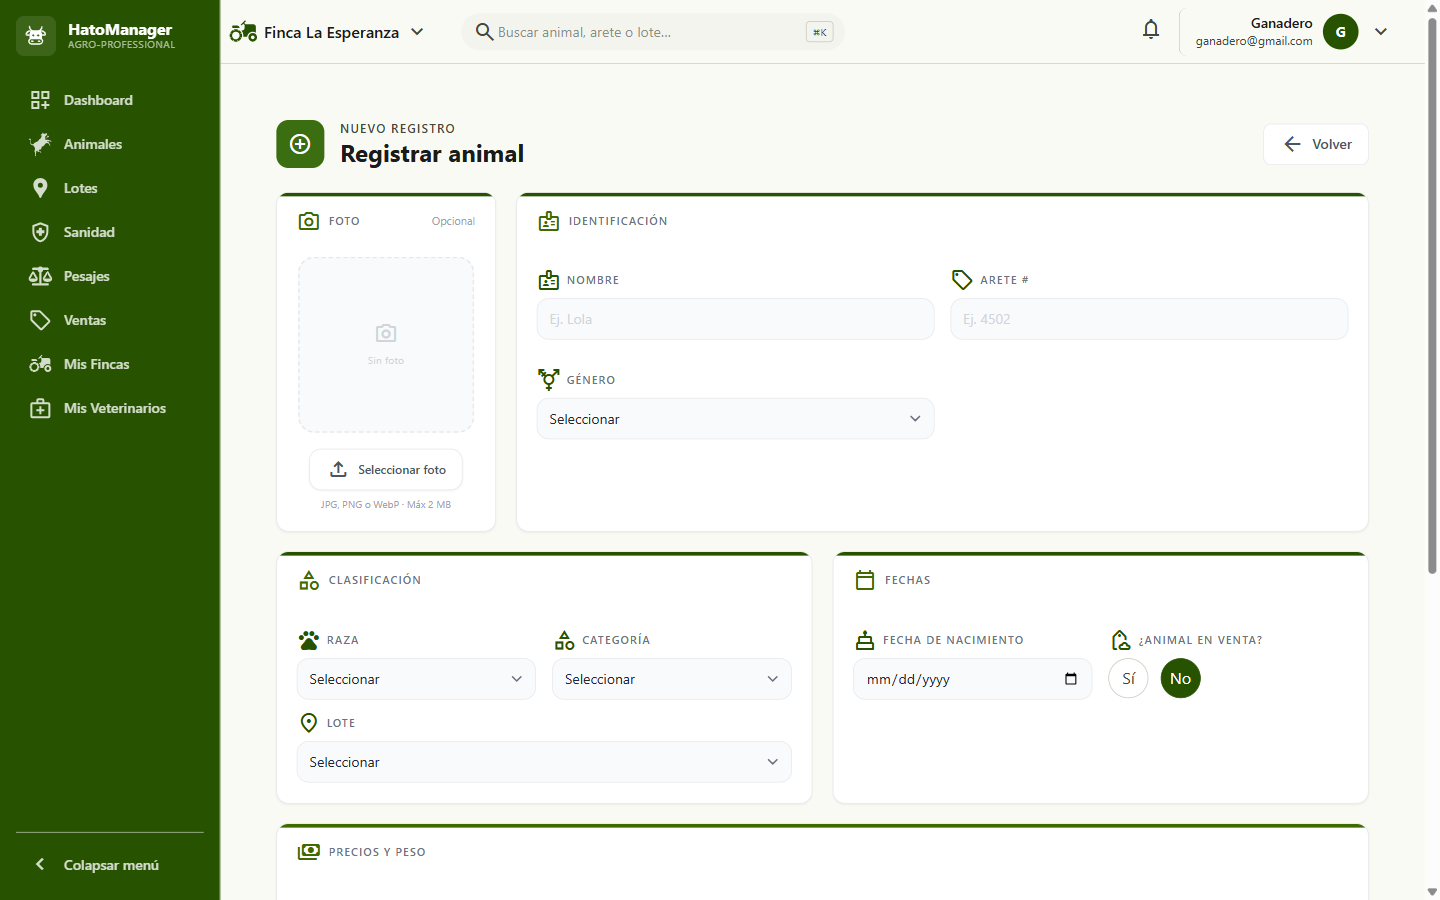 HatoManager
AGRO-PROFESSIONAL
Dashboard
Animales
Lotes
Sanidad
Pesajes
Ventas
Mis Fincas
Mis Veterinarios
Colapsar menú
Finca La Esperanza
Buscar animal, arete o lote...
⌘K
Ganadero
ganadero@gmail.com
G
NUEVO REGISTRO
Registrar animal
Volver
FOTO
Opcional
Sin foto
Seleccionar foto
JPG, PNG o WebP · Máx 2 MB
IDENTIFICACIÓN
NOMBRE
Ej. Lola
ARETE #
Ej. 4502
GÉNERO
Seleccionar
CLASIFICACIÓN
RAZA
Seleccionar
CATEGORÍA
Seleccionar
LOTE
Seleccionar
FECHAS
FECHA DE NACIMIENTO
mm/dd/yyyy
¿ANIMAL EN VENTA?
Sí
No
PRECIOS Y PESO